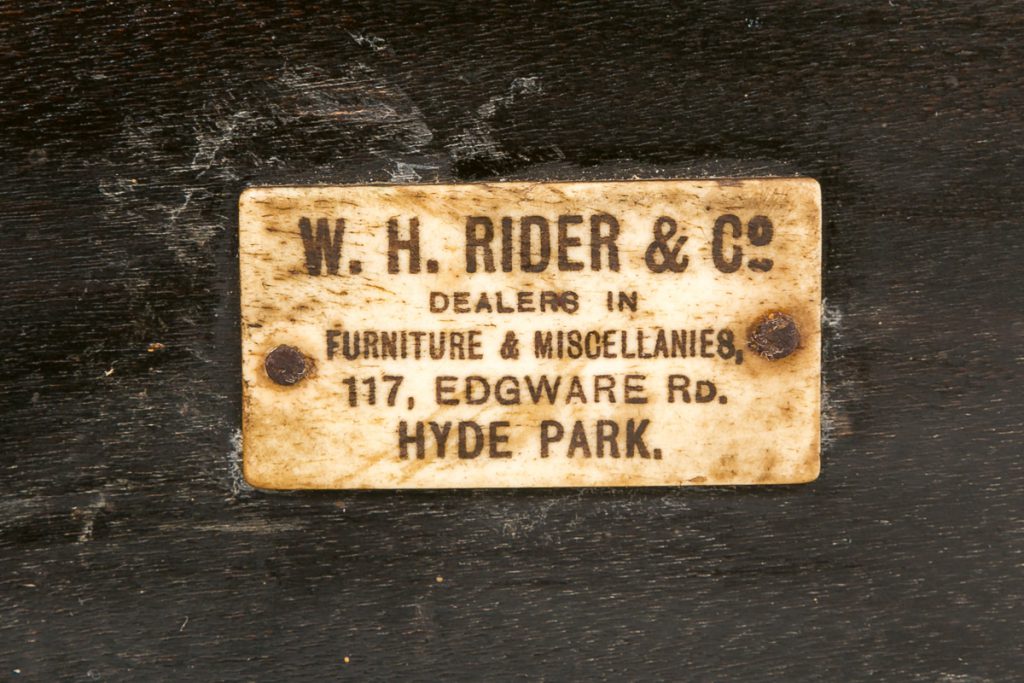 W. H. RIDER & Cº
DEALERS IN
FURNITURE & MISCELLANIES,
117, EDGWARE RD.
HYDE PARK.